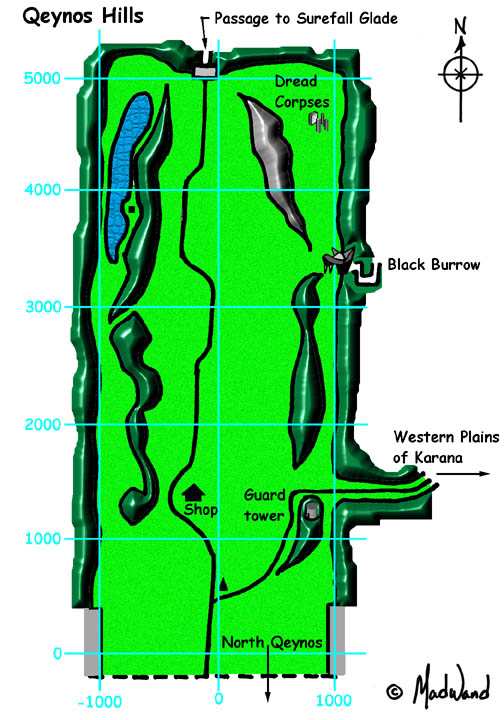 Qeynos Hills
Passage to Surefall Glade
N
5000
Dread
Corpses
4000
Black Burrow
3000
2000
Western Plains
of Karana
Guard
tower
Shop
1000
North Qeynos
0
-1000
0
1000
© MadWand